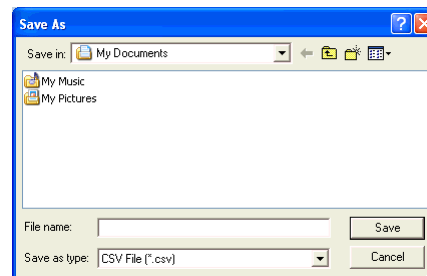 Save As
Save in: My Documents
My Music
My Pictures
File name:
Save
Save as type: CSV File (*.csv)
Cancel